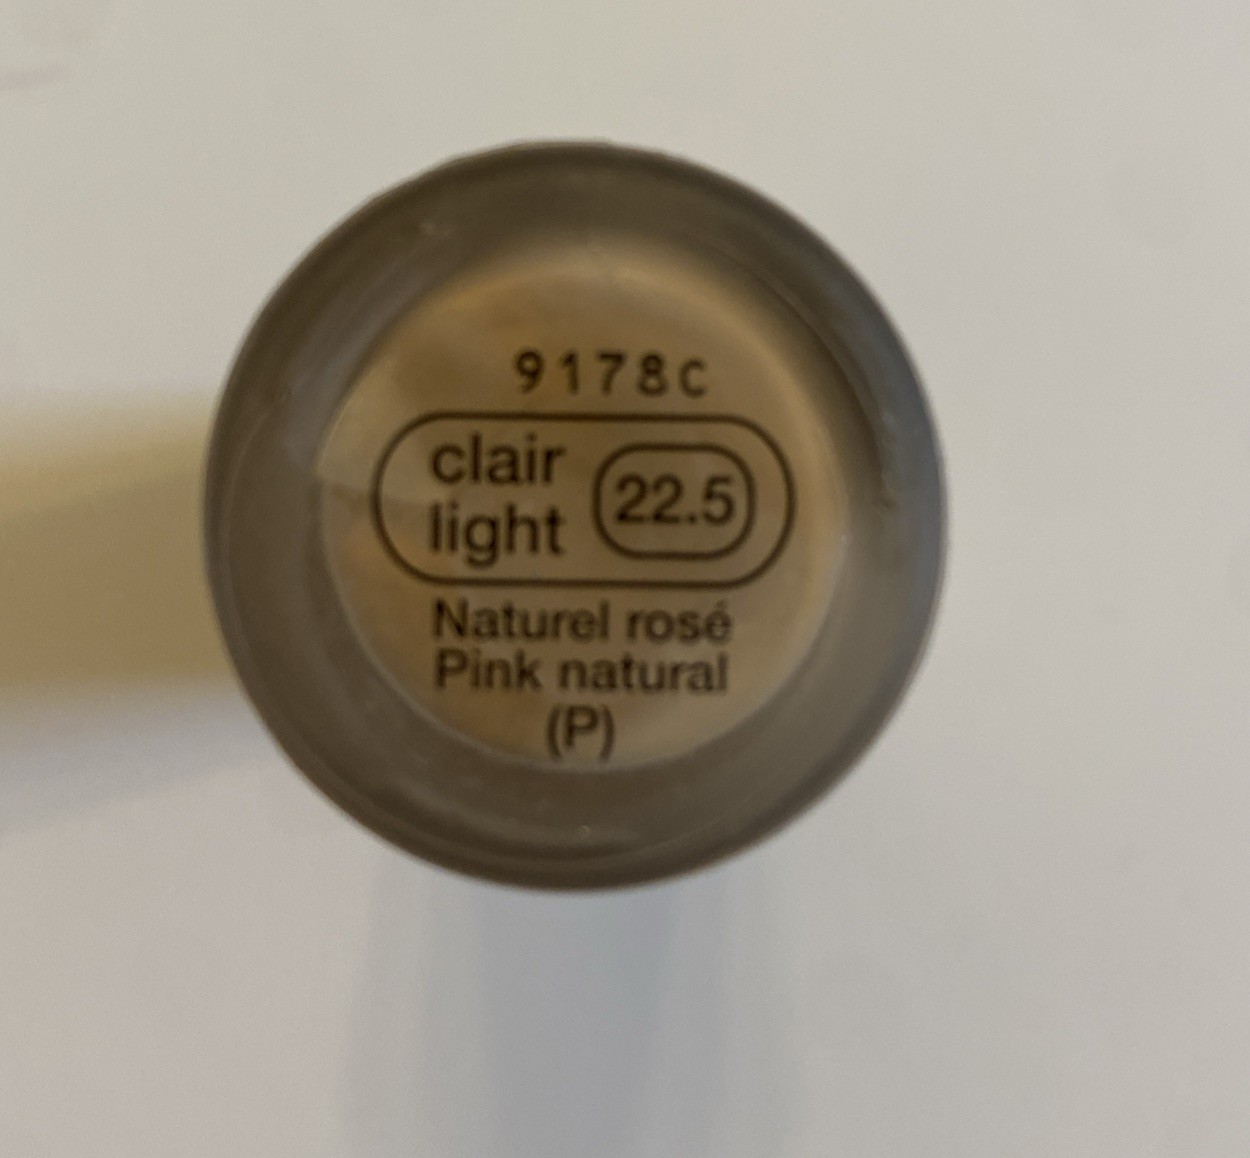 9178C
clair
light
22.5
Naturel rosé
Pink natural
(P)